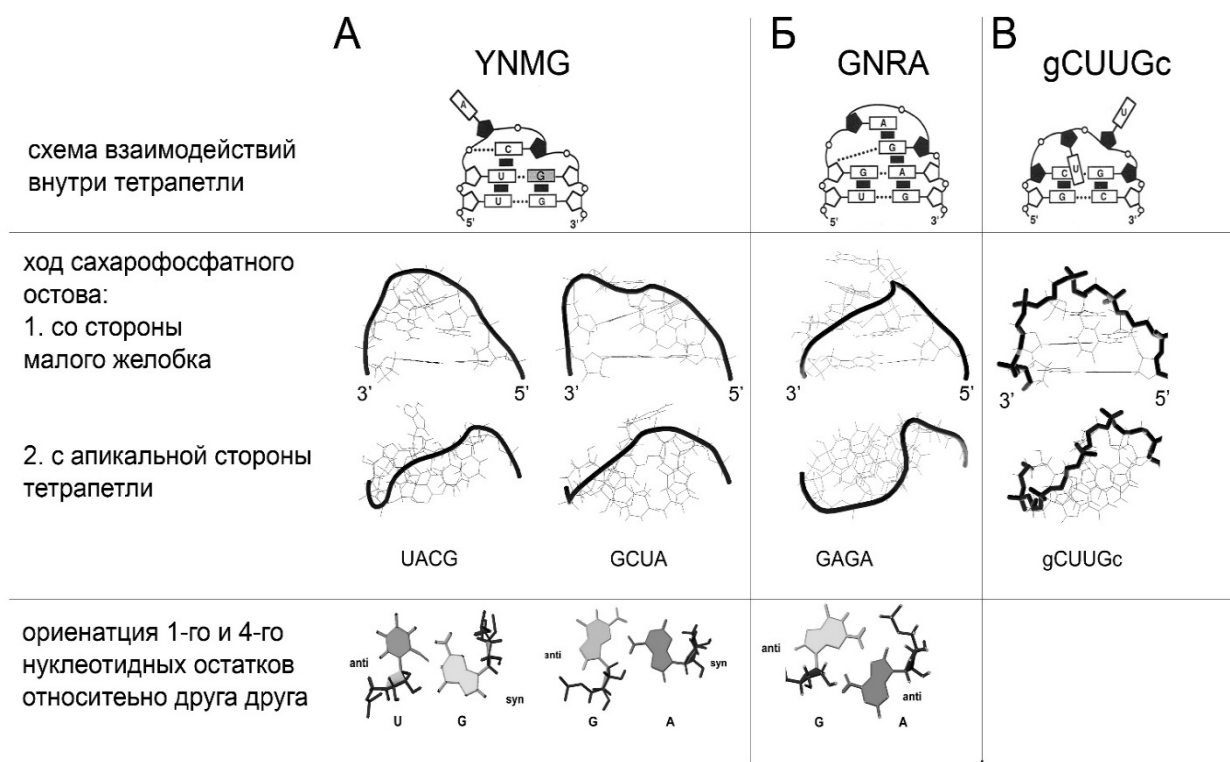 А
Б
В
YNMG
GNRA
gCUUGc
схема взаимодействий
внутри тетрапетли
A
C
U G
U G
5' 3'
A
G
G A
U G
5' 3'
U
C U G
G C
5' 3'
ход сахарофосфатного
остова:
1. со стороны
малого желобка
3' 5'
3'
3' 5'
3' 5'
2. с апикальной стороны
тетрапетли
UACG
GCUA
GAGA
gCUUGc
ориенатция 1-го и 4-го
нуклеотидных остатков
относитеьно друга друга
anti
syn
U G
anti
syn
G A
anti
anti
G A